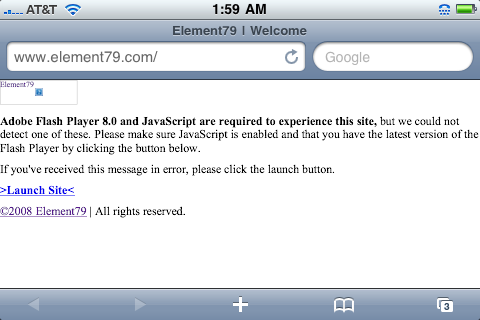 AT&T 1:59 AM
Element79 | Welcome
www.element79.com/ Google
Element79
Adobe Flash Player 8.0 and JavaScript are required to experience this site, but we could not
detect one of these. Please make sure JavaScript is enabled and that you have the latest version of the
Flash Player by clicking the button below.
If you've received this message in error, please click the launch button.
>Launch Site<
©2008 Element79 | All rights reserved.
3